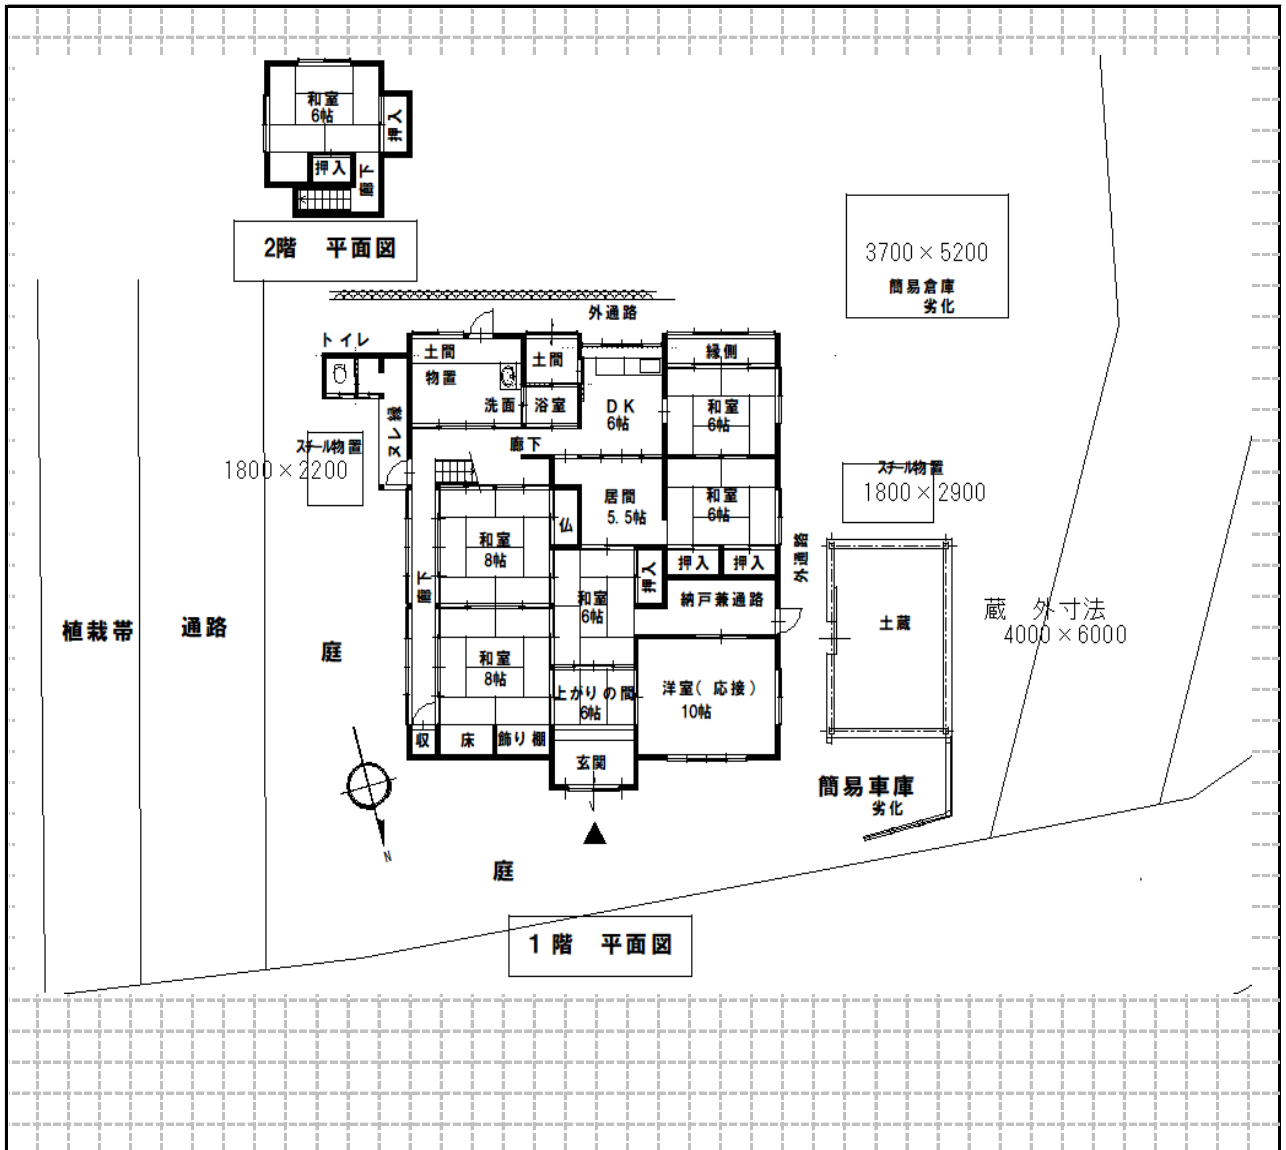 和室
6帖
押入
押入
廊下
2階 平面図
3700×5200
簡易倉庫
劣化
外通路
トイレ
土間
物置
洗面
土間
浴室
DK
6帖
縁側
和室
6帖
ヌレ縁
廊下
スチール物置
1800×2200
居間
5.5帖
和室
6帖
スチール物置
1800×2900
仏
和室
8帖
廊下
和室
6帖
押入
押入
押入
外通路
納戸兼通路
土蔵
蔵 外寸法
4000×6000
植栽帯
通路
庭
和室
8帖
上がりの間
6帖
洋室(応接)
10帖
収
床
飾り棚
玄関
簡易車庫
劣化
N
庭
1階 平面図